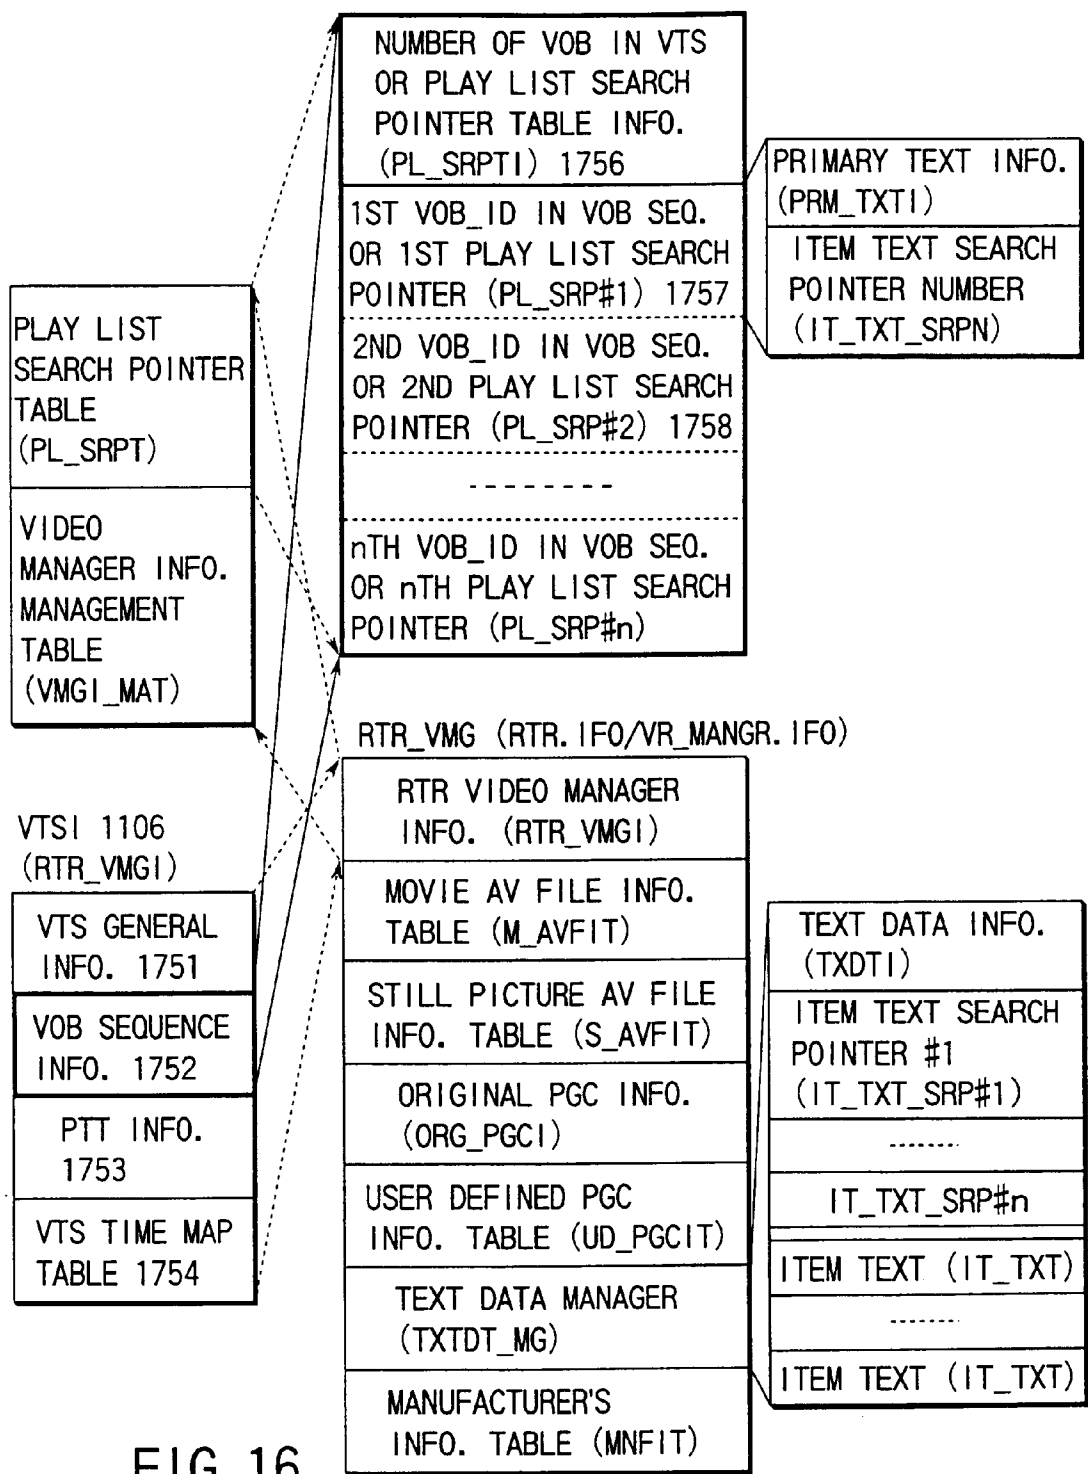 NUMBER OF VOB IN VTS
OR PLAY LIST SEARCH
POINTER TABLE INFO.
(PL_SRPTI) 1756
1ST VOB_ID IN VOB SEQ.
OR 1ST PLAY LIST SEARCH
POINTER (PL_SRP#1) 1757
2ND VOB_ID IN VOB SEQ.
OR 2ND PLAY LIST SEARCH
POINTER (PL_SRP#2) 1758
nTH VOB_ID IN VOB SEQ.
OR nTH PLAY LIST SEARCH
POINTER (PL_SRP#n)
PRIMARY TEXT INFO.
(PRM_TXTI)
ITEM TEXT SEARCH
POINTER NUMBER
(IT_TXT_SRPN)
PLAY LIST
SEARCH POINTER
TABLE
(PL_SRPT)
VIDEO
MANAGER INFO.
MANAGEMENT
TABLE
(VMGI_MAT)
VTSI 1106
(RTR_VMGI)
VTS GENERAL
INFO. 1751
VOB SEQUENCE
INFO. 1752
PTT INFO.
1753
VTS TIME MAP
TABLE 1754
RTR_VMG (RTR.IFO/VR_MANGR.IFO)
RTR VIDEO MANAGER
INFO. (RTR_VMGI)
MOVIE AV FILE INFO.
TABLE (M_AVFIT)
STILL PICTURE AV FILE
INFO. TABLE (S_AVFIT)
ORIGINAL PGC INFO.
(ORG_PGCI)
USER DEFINED PGC
INFO. TABLE (UD_PGCIT)
TEXT DATA MANAGER
(TXTDT_MG)
MANUFACTURER'S
INFO. TABLE (MNFIT)
TEXT DATA INFO.
(TXDTI)
ITEM TEXT SEARCH
POINTER #1
(IT_TXT_SRP#1)
IT_TXT_SRP#n
ITEM TEXT (IT_TXT)
ITEM TEXT (IT_TXT)
FIG. 16